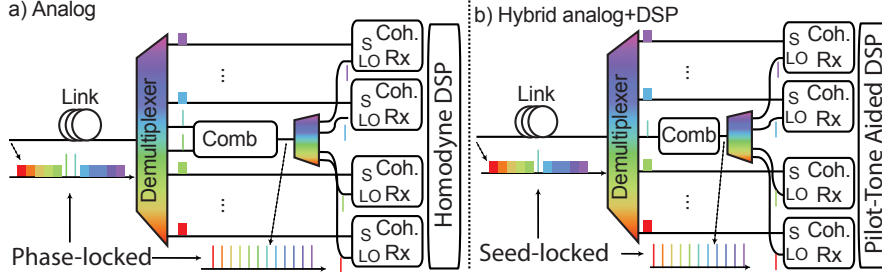 a) Analog
Link
Demultiplexer
...
...
Comb
S Coh.
LO Rx
S Coh.
LO Rx
...
...
S Coh.
LO Rx
S Coh.
LO Rx
Homodyne DSP
Phase-locked
b) Hybrid analog+DSP
Link
Demultiplexer
...
...
Comb
S Coh.
LO Rx
S Coh.
LO Rx
...
...
S Coh.
LO Rx
S Coh.
LO Rx
Pilot-Tone Aided DSP
Seed-locked